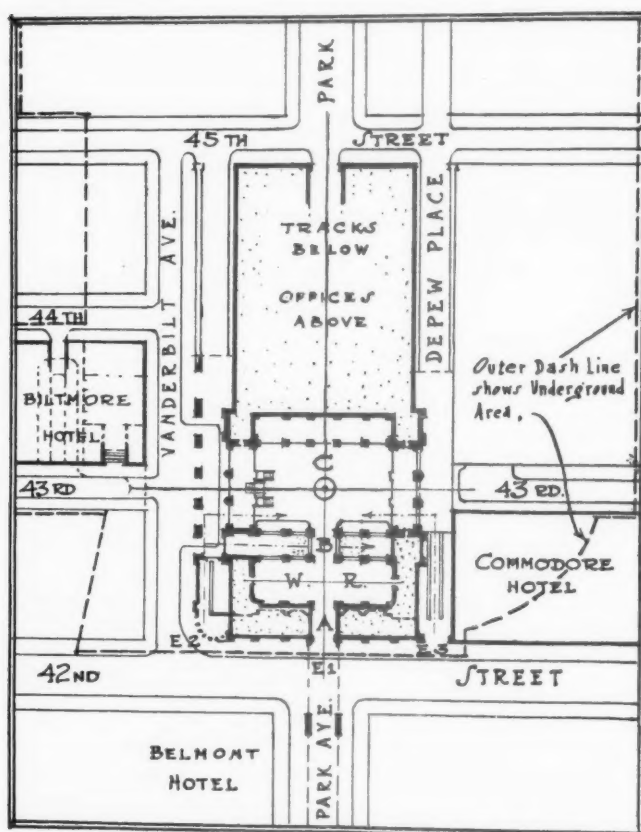 PARK
45TH STREET
VANDERBILT AVE.
TRACKS
BELOW
OFFICES
ABOVE
DEPEW PLACE
44TH
BILTMORE
HOTEL
Outer Dash Line
shows Underground
Area.
C
43RD
43 RD.
B
W. R.
COMMODORE
HOTEL
A
E2
E1
E3
42ND
STREET
PARK AVE.
BELMONT
HOTEL